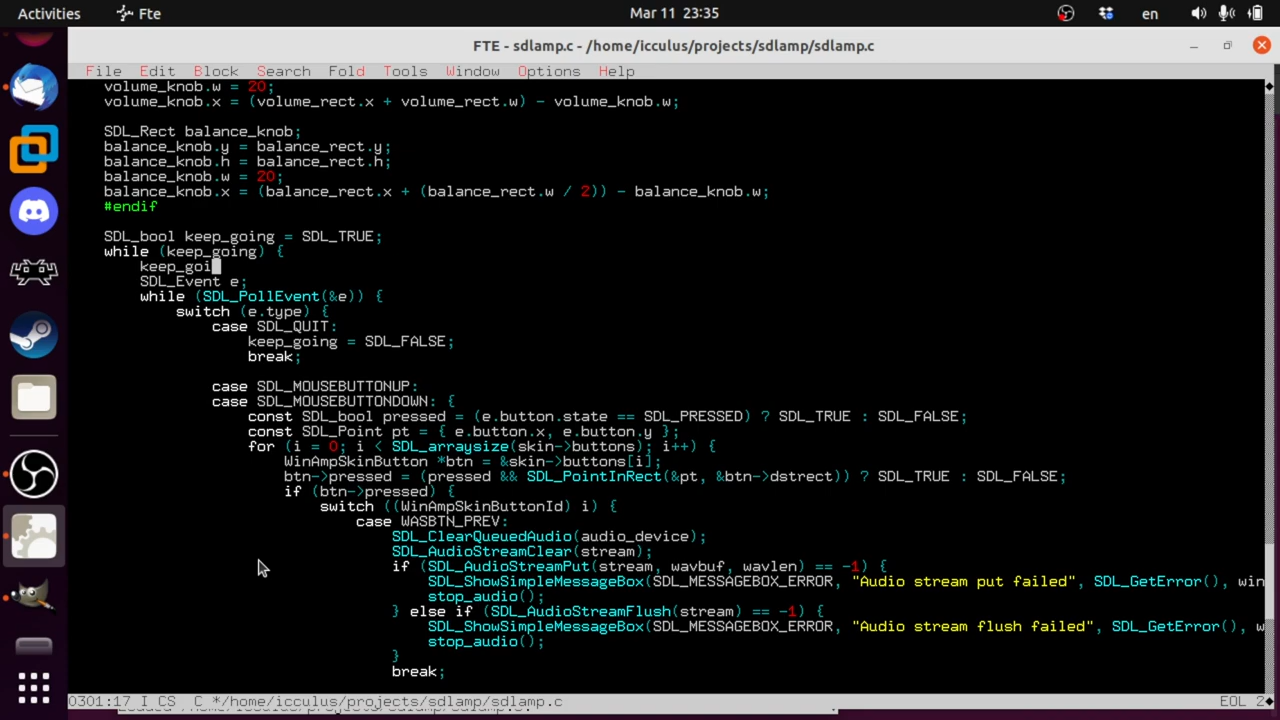 Activities Fte Mar 11 23:35 en
FTE - sdlamp.c - /home/icculus/projects/sdlamp/sdlamp.c
File Edit Block Search Fold Tools Window Options Help
volume_knob.w = 20;
volume_knob.x = (volume_rect.x + volume_rect.w) - volume_knob.w;
SDL_Rect balance_knob;
balance_knob.y = balance_rect.y;
balance_knob.h = balance_rect.h;
balance_knob.w = 20;
balance_knob.x = (balance_rect.x + (balance_rect.w / 2)) - balance_knob.w;
#endif
SDL_bool keep_going = SDL_TRUE;
while (keep_going) {
keep_goi
SDL_Event e;
while (SDL_PollEvent(&e)) {
switch (e.type) {
case SDL_QUIT:
keep_going = SDL_FALSE;
break;
case SDL_MOUSEBUTTONUP:
case SDL_MOUSEBUTTONDOWN: {
const SDL_bool pressed = (e.button.state == SDL_PRESSED) ? SDL_TRUE : SDL_FALSE;
const SDL_Point pt = { e.button.x, e.button.y };
for (i = 0; i < SDL_arraysize(skin->buttons); i++) {
WinAmpSkinButton *btn = &skin->buttons[i];
btn->pressed = (pressed && SDL_PointInRect(&pt, &btn->dstrect)) ? SDL_TRUE : SDL_FALSE;
if (btn->pressed) {
switch ((WinAmpSkinButtonId) i) {
case WASBTN_PREV:
SDL_ClearQueuedAudio(audio_device);
SDL_AudioStreamClear(stream);
if (SDL_AudioStreamPut(stream, wavbuf, wavlen) == -1) {
SDL_ShowSimpleMessageBox(SDL_MESSAGEBOX_ERROR, "Audio stream put failed", SDL_GetError(), win
stop_audio();
} else if (SDL_AudioStreamFlush(stream) == -1) {
SDL_ShowSimpleMessageBox(SDL_MESSAGEBOX_ERROR, "Audio stream flush failed", SDL_GetError(), w
stop_audio();
}
break;
0301:17 I CS C */home/icculus/projects/sdlamp/sdlamp.c EOL 2